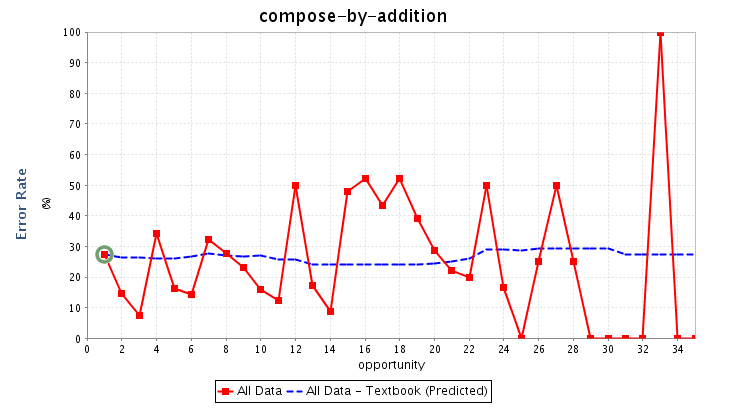 compose-by-addition
100
90
80
70
60
50
40
30
20
10
0
Error Rate
(%)
0 2 4 6 8 10 12 14 16 18 20 22 24 26 28 30 32 34
opportunity
All Data All Data - Textbook (Predicted)